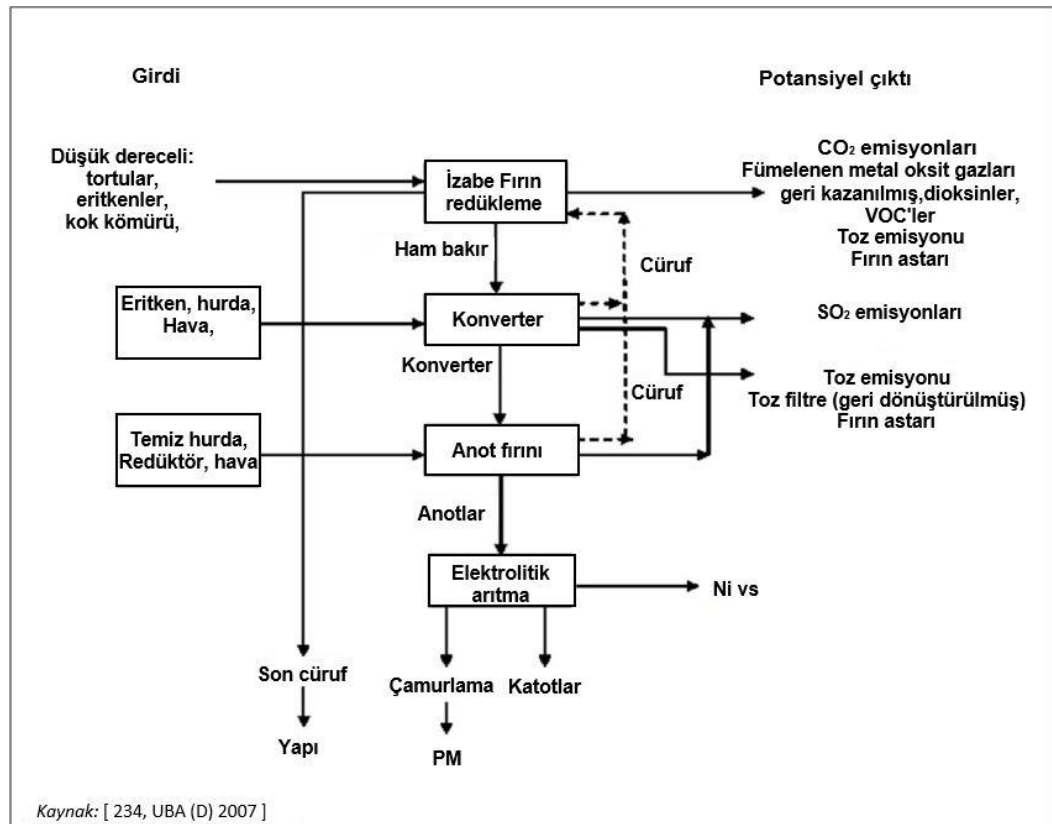 Girdi
Potansiyel çıktı
Düşük dereceli:
tortular,
eritkenler,
kok kömürü,
İzabe Fırın
redükleme
CO₂ emisyonları
Fümelenen metal oksit gazları
geri kazanılmış,dioksinler,
VOC'ler
Toz emisyonu
Fırın astarı
Ham bakır
Cüruf
Eritken, hurda,
Hava,
Konverter
SO₂ emisyonları
Konverter
Cüruf
Toz emisyonu
Toz filtre (geri dönüştürülmüş)
Fırın astarı
Temiz hurda,
Redüktör, hava
Anot fırını
Anotlar
Elektrolitik
arıtma
Ni vs
Son cüruf
Çamurlama
Katotlar
Yapı
PM
Kaynak: [ 234, UBA (D) 2007 ]